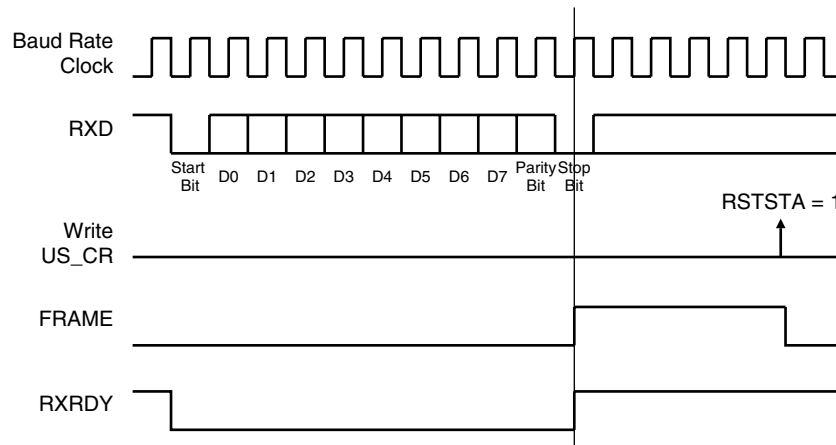 Baud Rate
Clock
RXD
Start
Bit
D0
D1
D2
D3
D4
D5
D6
D7
Parity
Bit
Stop
Bit
RSTSTA = 1
Write
US_CR
FRAME
RXRDY